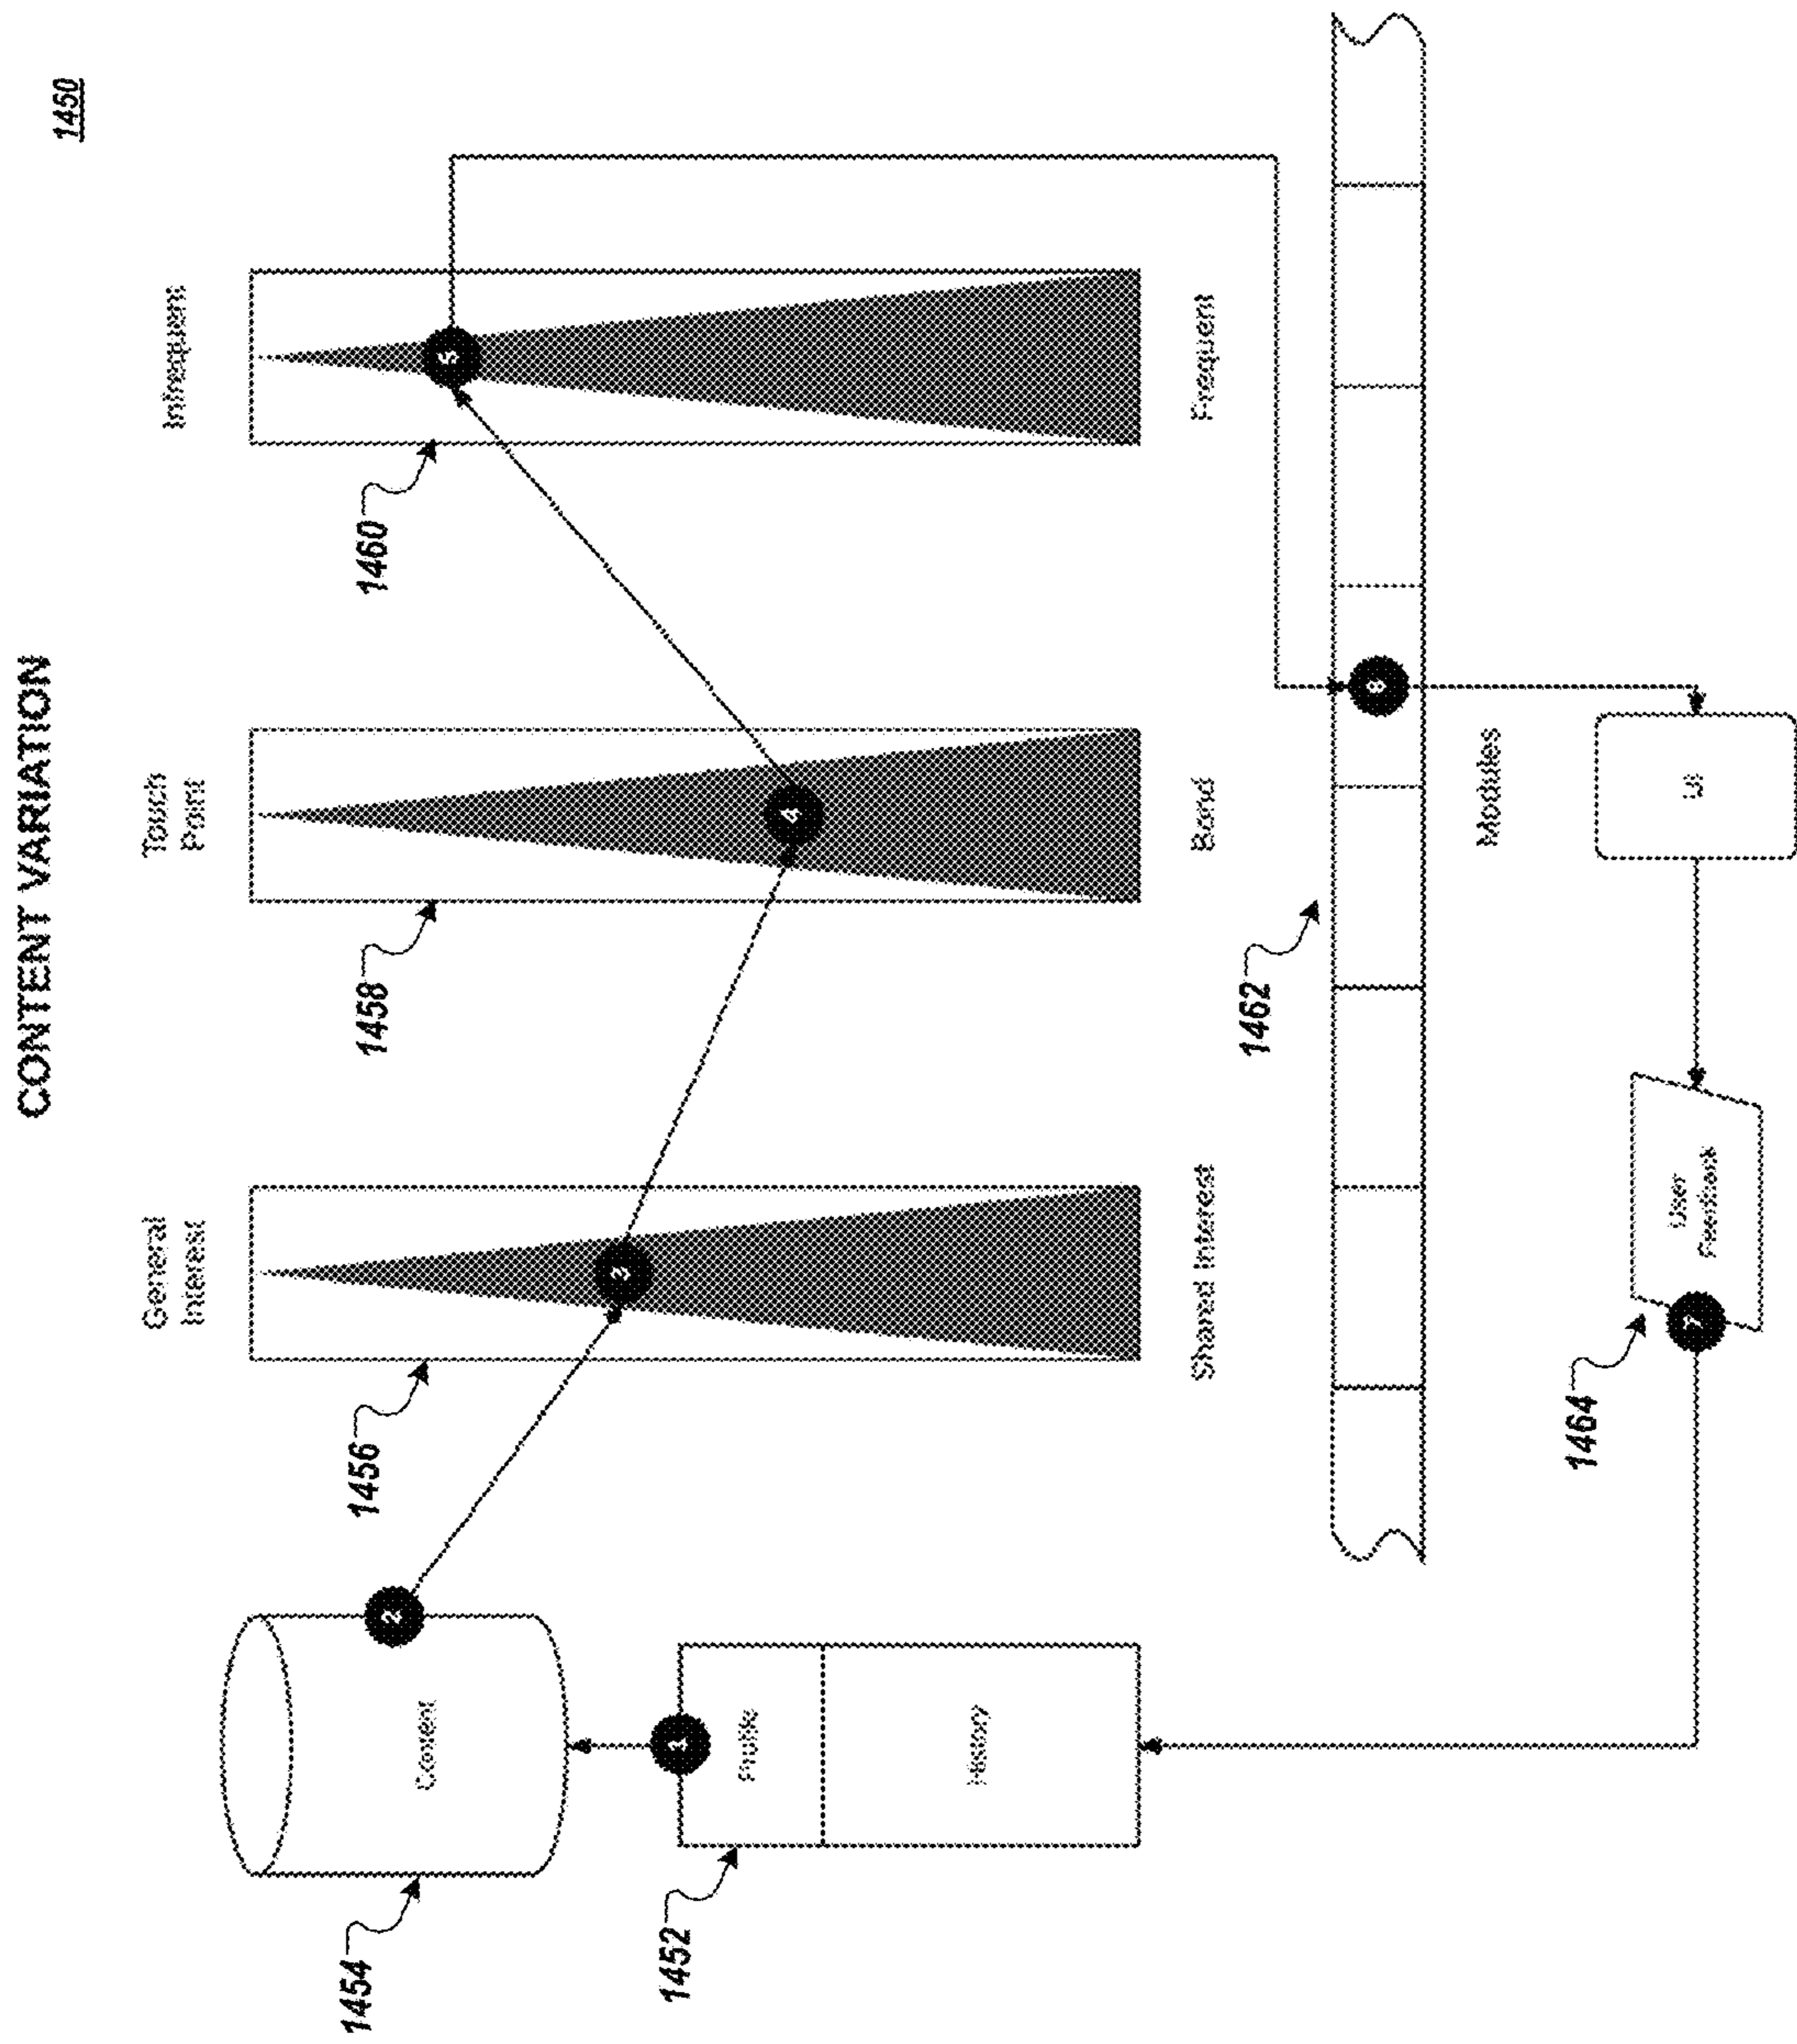 CONTENT VARIATION
1450
General
Interest
Touch
Point
Infrequent
1454
Content
2
1456
3
1458
4
1460
5
1452
1
Profile
History
Shared Interest
Bond
Frequent
1462
6
Modules
1464
7
User
Feedback
UI